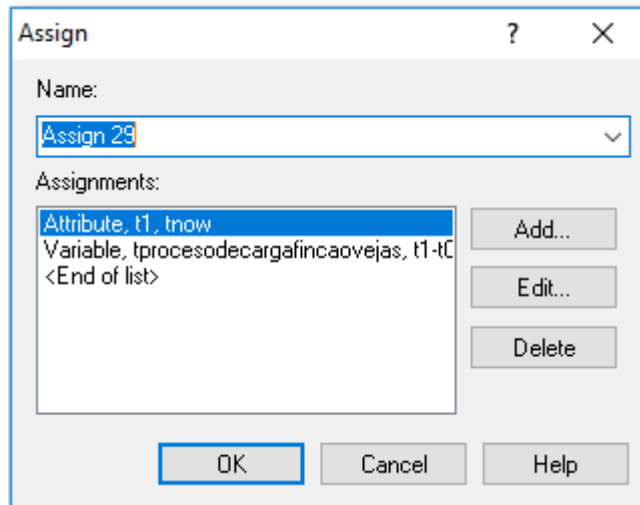 Assign ? X
Name:
Assign 29
Assignments:
Attribute, t1, tnow
Variable, tprocesodecargafincaovejas, t1-t0
<End of list>
Add...
Edit...
Delete
OK Cancel Help